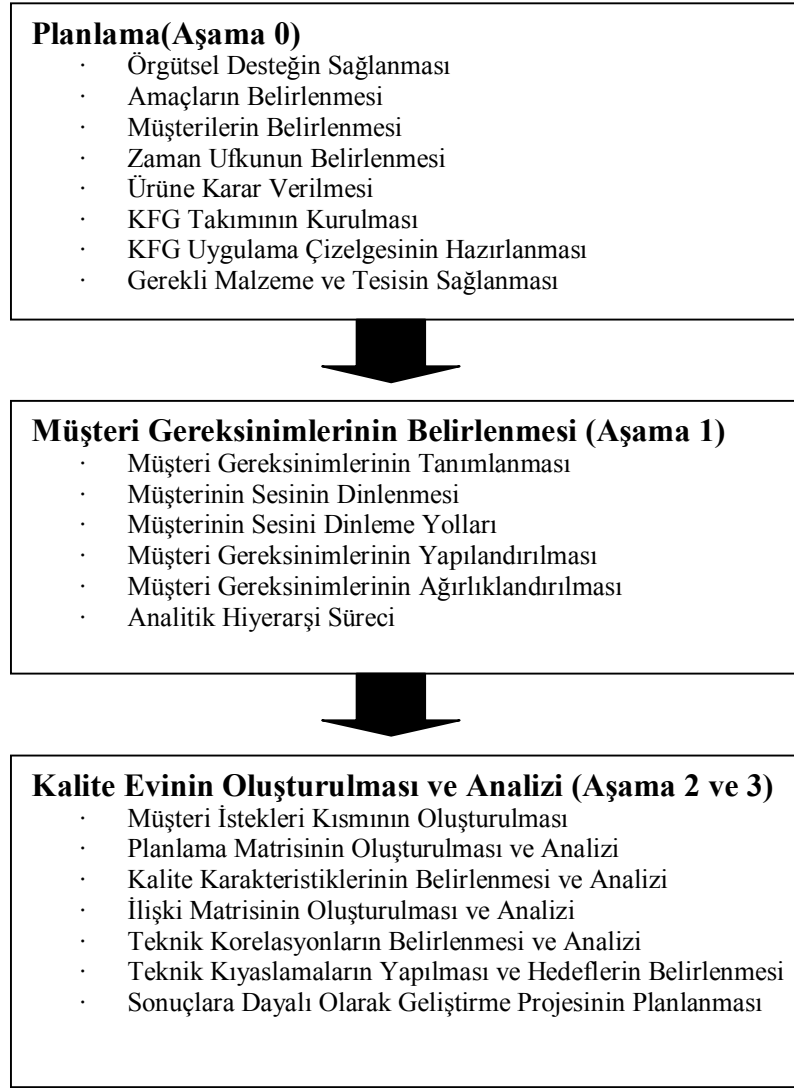 Planlama(Aşama 0)
· Örgütsel Desteğin Sağlanması
· Amaçların Belirlenmesi
· Müşterilerin Belirlenmesi
· Zaman Ufkunun Belirlenmesi
· Ürüne Karar Verilmesi
· KFG Takımının Kurulması
· KFG Uygulama Çizelgesinin Hazırlanması
· Gerekli Malzeme ve Tesisin Sağlanması
Müşteri Gereksinimlerinin Belirlenmesi (Aşama 1)
· Müşteri Gereksinimlerinin Tanımlanması
· Müşterinin Sesinin Dinlenmesi
· Müşterinin Sesini Dinleme Yolları
· Müşteri Gereksinimlerinin Yapılandırılması
· Müşteri Gereksinimlerinin Ağırlıklandırılması
· Analitik Hiyerarşi Süreci
Kalite Evinin Oluşturulması ve Analizi (Aşama 2 ve 3)
· Müşteri İstekleri Kısmının Oluşturulması
· Planlama Matrisinin Oluşturulması ve Analizi
· Kalite Karakteristiklerinin Belirlenmesi ve Analizi
· İlişki Matrisinin Oluşturulması ve Analizi
· Teknik Korelasyonların Belirlenmesi ve Analizi
· Teknik Kıyaslamaların Yapılması ve Hedeflerin Belirlenmesi
· Sonuçlara Dayalı Olarak Geliştirme Projesinin Planlanması